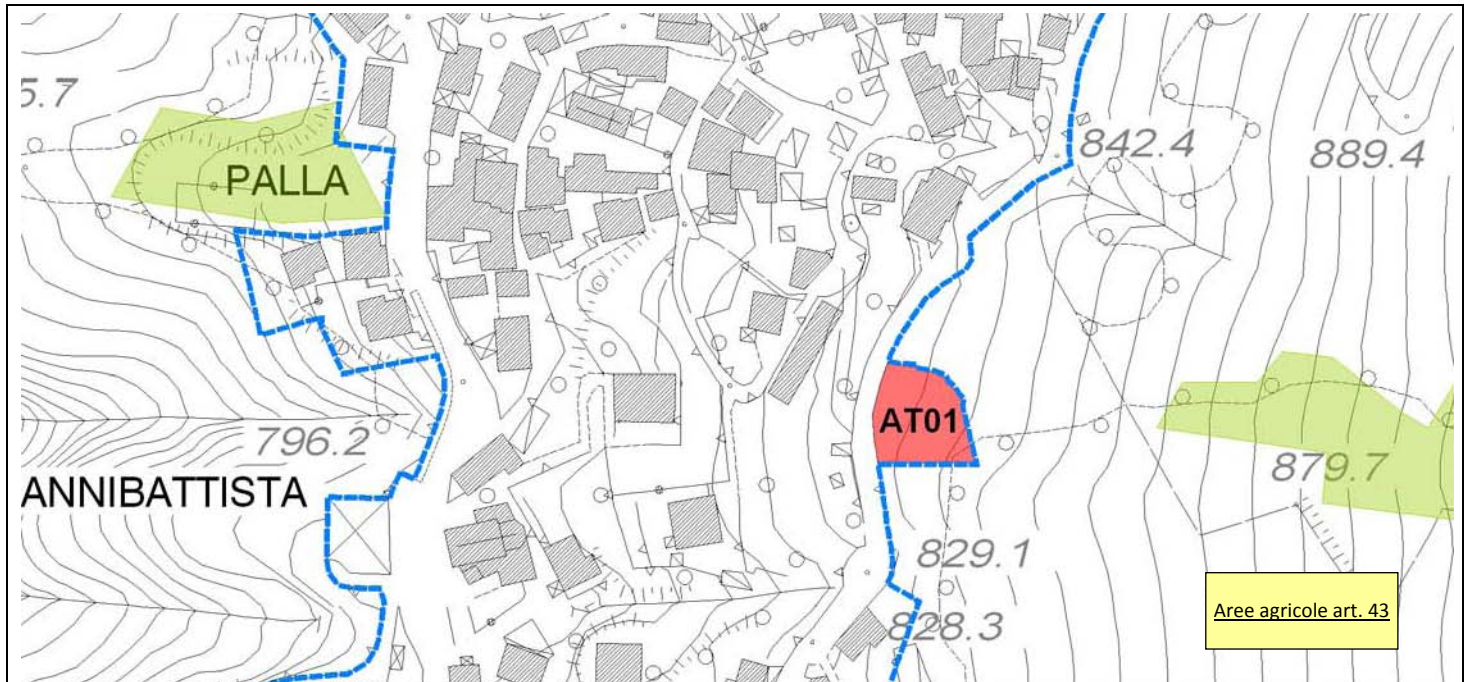 5.7
842.4
889.4
PALLA
AT01
796.2
879.7
ANNIBATTISTA
829.1
Aree agricole art. 43
828.3